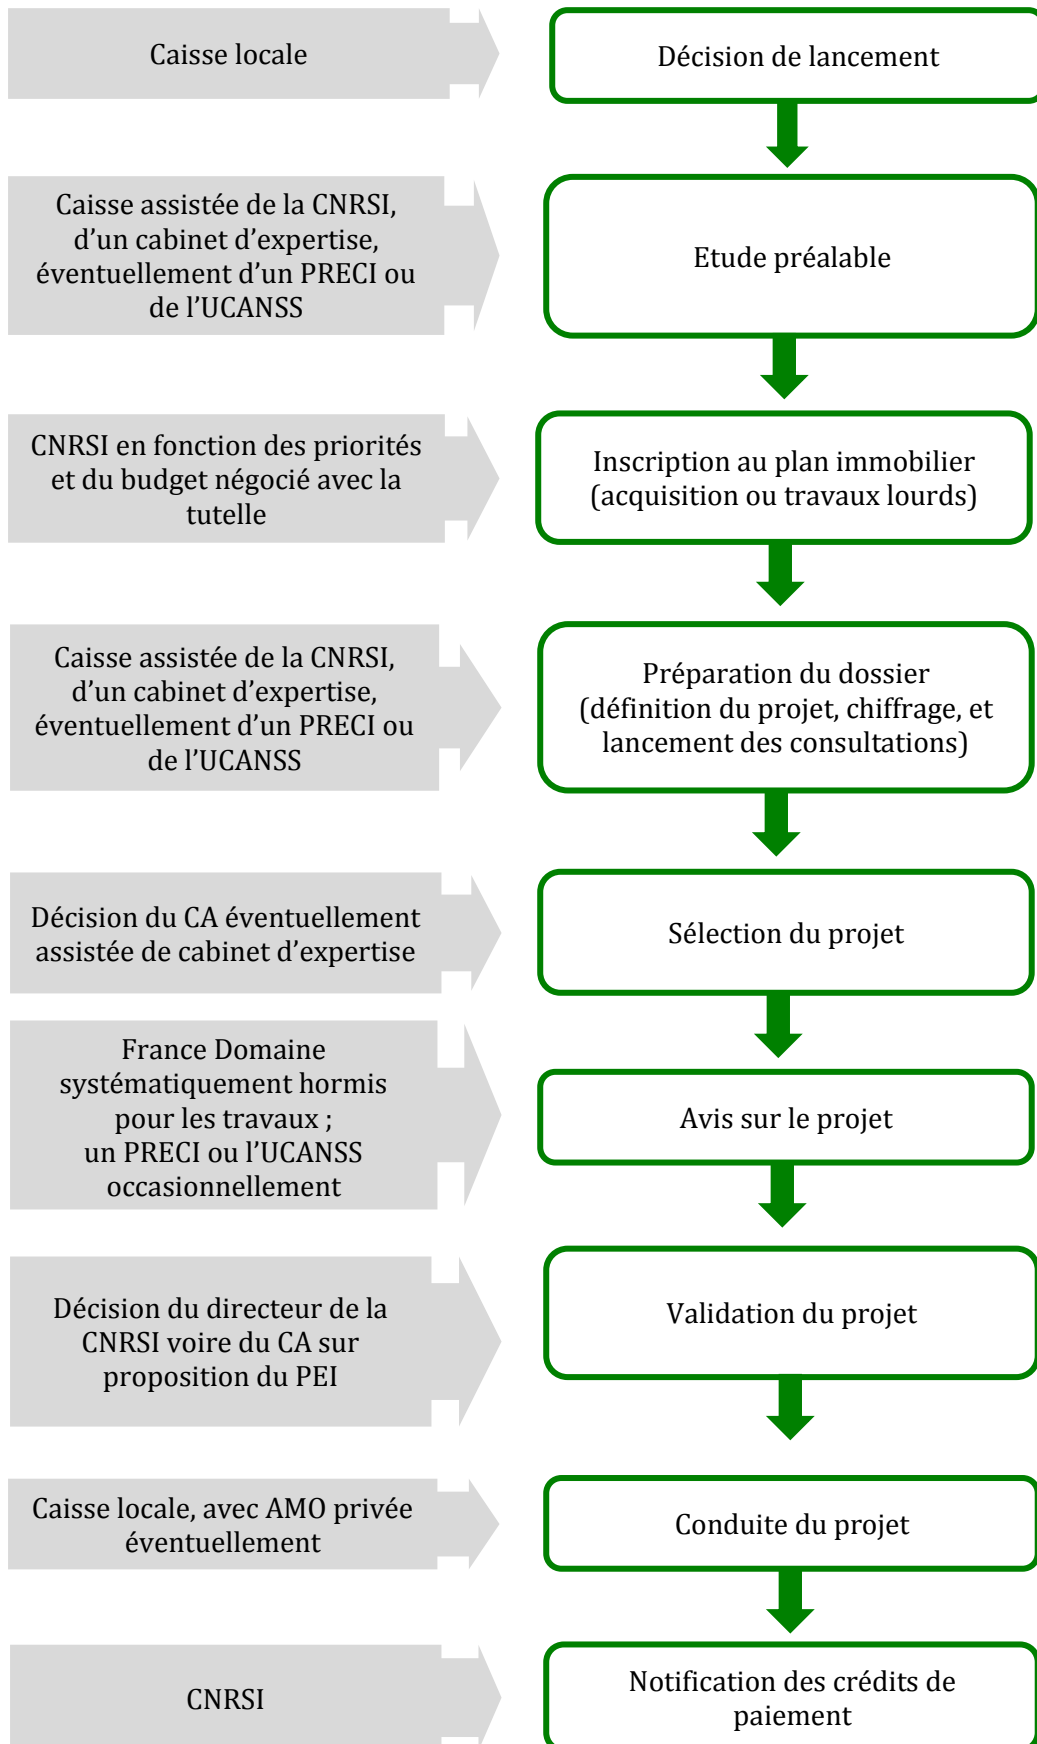 Caisse locale
Décision de lancement
Caisse assistée de la CNRSI,
d’un cabinet d’expertise,
éventuellement d’un PRECI ou
de l’UCANSS
Etude préalable
CNRSI en fonction des priorités
et du budget négocié avec la
tutelle
Inscription au plan immobilier
(acquisition ou travaux lourds)
Caisse assistée de la CNRSI,
d’un cabinet d’expertise,
éventuellement d’un PRECI ou
de l’UCANSS
Préparation du dossier
(définition du projet, chiffrage, et
lancement des consultations)
Décision du CA éventuellement
assistée de cabinet d’expertise
Sélection du projet
France Domaine
systématiquement hormis
pour les travaux ;
un PRECI ou l’UCANSS
occasionnellement
Avis sur le projet
Décision du directeur de la
CNRSI voire du CA sur
proposition du PEI
Validation du projet
Caisse locale, avec AMO privée
éventuellement
Conduite du projet
CNRSI
Notification des crédits de
paiement